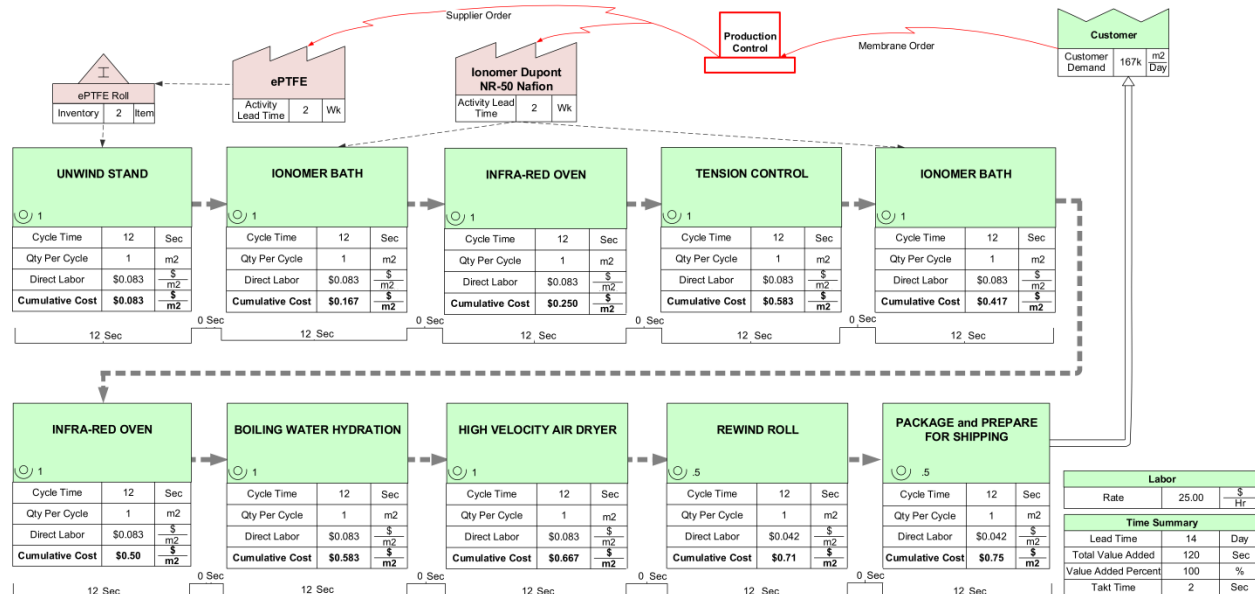 Supplier Order
Production
Control
Membrane Order
Customer
Customer
Demand
167k
m2
Day
I
ePTFE Roll
Inventory 2 Item
ePTFE
Activity
Lead Time
2 Wk
Ionomer Dupont
NR-50 Nafion
Activity Lead
Time
2 Wk
UNWIND STAND
1
Cycle Time 12 Sec
Qty Per Cycle 1 m2
Direct Labor $0.083 $
m2
Cumulative Cost $0.083 $
m2
IONOMER BATH
1
Cycle Time 12 Sec
Qty Per Cycle 1 m2
Direct Labor $0.083 $
m2
Cumulative Cost $0.167 $
m2
INFRA-RED OVEN
1
Cycle Time 12 Sec
Qty Per Cycle 1 m2
Direct Labor $0.083 $
m2
Cumulative Cost $0.250 $
m2
TENSION CONTROL
1
Cycle Time 12 Sec
Qty Per Cycle 1 m2
Direct Labor $0.083 $
m2
Cumulative Cost $0.583 $
m2
IONOMER BATH
1
Cycle Time 12 Sec
Qty Per Cycle 1 m2
Direct Labor $0.083 $
m2
Cumulative Cost $0.417 $
m2
12 Sec 0 Sec 12 Sec 0 Sec 12 Sec 0 Sec 12 Sec 0 Sec 12 Sec
INFRA-RED OVEN
1
Cycle Time 12 Sec
Qty Per Cycle 1 m2
Direct Labor $0.083 $
m2
Cumulative Cost $0.50 $
m2
BOILING WATER HYDRATION
1
Cycle Time 12 Sec
Qty Per Cycle 1 m2
Direct Labor $0.083 $
m2
Cumulative Cost $0.583 $
m2
HIGH VELOCITY AIR DRYER
1
Cycle Time 12 Sec
Qty Per Cycle 1 m2
Direct Labor $0.083 $
m2
Cumulative Cost $0.667 $
m2
REWIND ROLL
.5
Cycle Time 12 Sec
Qty Per Cycle 1 m2
Direct Labor $0.042 $
m2
Cumulative Cost $0.71 $
m2
PACKAGE and PREPARE
FOR SHIPPING
.5
Cycle Time 12 Sec
Qty Per Cycle 1 m2
Direct Labor $0.042 $
m2
Cumulative Cost $0.75 $
m2
12 Sec 0 Sec 12 Sec 0 Sec 12 Sec 0 Sec 12 Sec 0 Sec 12 Sec
Labor
Rate 25.00 $
Hr
Time Summary
Lead Time 14 Day
Total Value Added 120 Sec
Value Added Percent 100 %
Takt Time 2 Sec